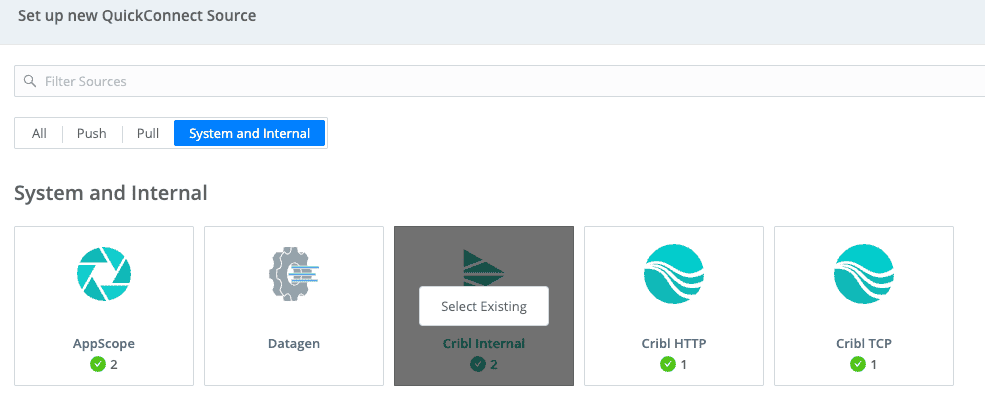 Set up new QuickConnect Source
Filter Sources
All Push Pull System and Internal
System and Internal
Select Existing
AppScope Datagen Cribl Internal Cribl HTTP Cribl TCP
2 2 1 1